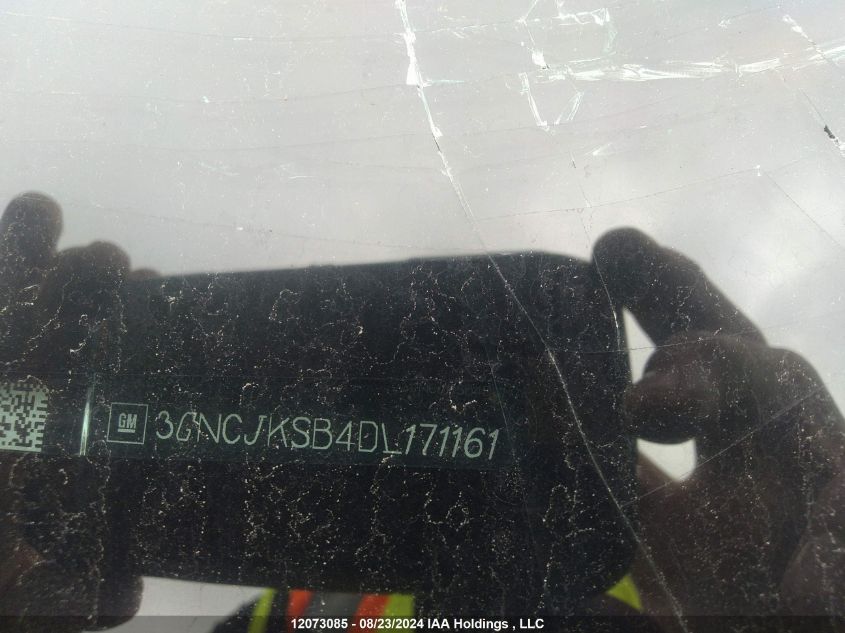 GM 3GNCJKSB4DL171161
12073085 - 08/23/2024 IAA Holdings , LLC